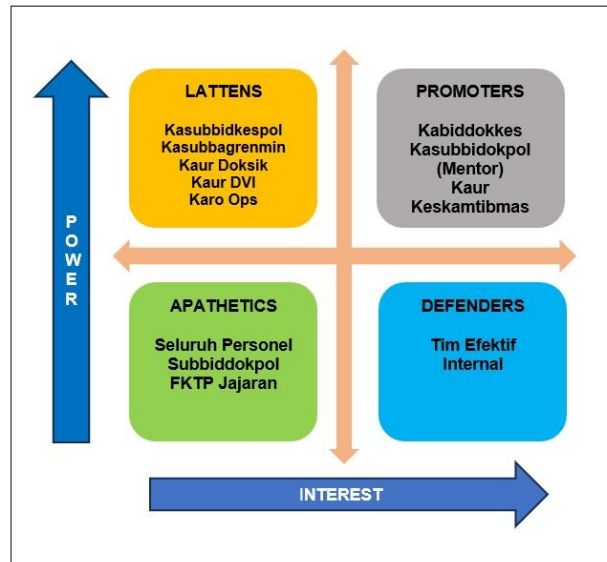 LATTENS
Kasubbidkespol
Kasubbagrenmin
Kaur Doksik
Kaur DVI
Karo Ops
PROMOTERS
Kabiddokkes
Kasubbidokpol
(Mentor)
Kaur
Keskamtibmas
POWER
APATHETICS
Seluruh Personel
Subbiddokpol
FKTP Jajaran
DEFENDERS
Tim Efektif
Internal
INTEREST